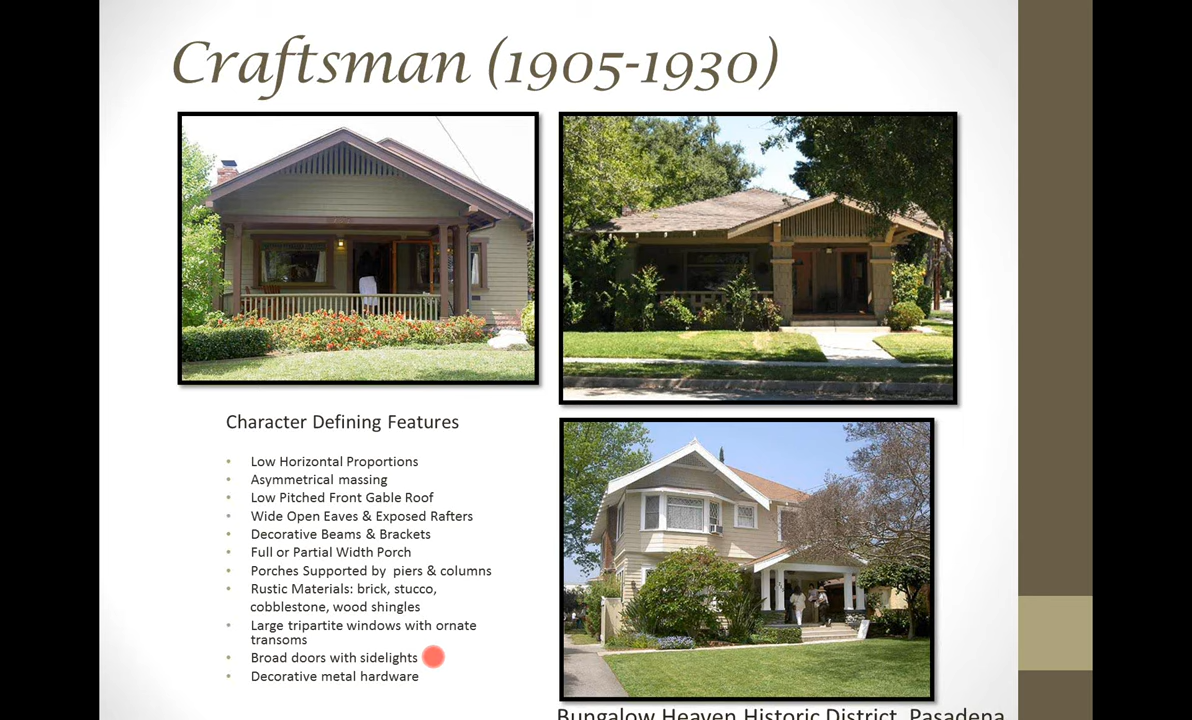 Craftsman (1905-1930)
Character Defining Features
• Low Horizontal Proportions
• Asymmetrical massing
• Low Pitched Front Gable Roof
• Wide Open Eaves & Exposed Rafters
• Decorative Beams & Brackets
• Full or Partial Width Porch
• Porches Supported by piers & columns
• Rustic Materials: brick, stucco,
cobblestone, wood shingles
• Large tripartite windows with ornate
transoms
• Broad doors with sidelights
• Decorative metal hardware
Bungalow Heaven Historic District, Pasadena